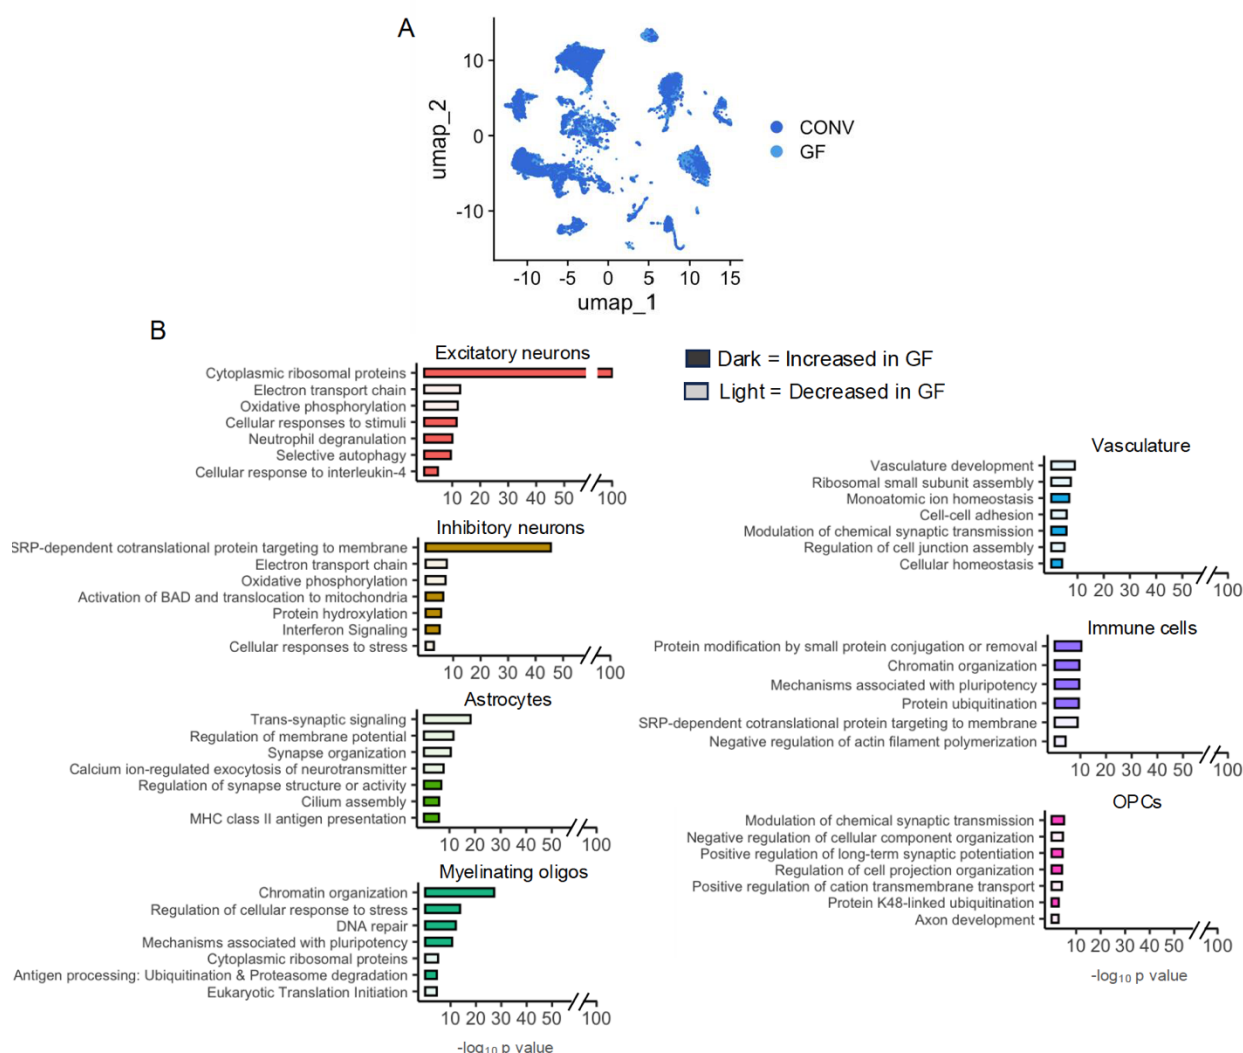 A
umap_2
10
0
-10
-10 -5 0 5 10 15
umap_1
CONV
GF
B
Dark = Increased in GF
Light = Decreased in GF
Excitatory neurons
Cytoplasmic ribosomal proteins
Electron transport chain
Oxidative phosphorylation
Cellular responses to stimuli
Neutrophil degranulation
Selective autophagy
Cellular response to interleukin-4
10 20 30 40 50 100
Inhibitory neurons
SRP-dependent cotranslational protein targeting to membrane
Electron transport chain
Oxidative phosphorylation
Activation of BAD and translocation to mitochondria
Protein hydroxylation
Interferon Signaling
Cellular responses to stress
10 20 30 40 50 100
Astrocytes
Trans-synaptic signaling
Regulation of membrane potential
Synapse organization
Calcium ion-regulated exocytosis of neurotransmitter
Regulation of synapse structure or activity
Cilium assembly
MHC class II antigen presentation
10 20 30 40 50 100
Myelinating oligos
Chromatin organization
Regulation of cellular response to stress
DNA repair
Mechanisms associated with pluripotency
Cytoplasmic ribosomal proteins
Antigen processing: Ubiquitination & Proteasome degradation
Eukaryotic Translation Initiation
10 20 30 40 50 100
-log₁₀ p value
Vasculature
Vasculature development
Ribosomal small subunit assembly
Monoatomic ion homeostasis
Cell-cell adhesion
Modulation of chemical synaptic transmission
Regulation of cell junction assembly
Cellular homeostasis
10 20 30 40 50 100
Immune cells
Protein modification by small protein conjugation or removal
Chromatin organization
Mechanisms associated with pluripotency
Protein ubiquitination
SRP-dependent cotranslational protein targeting to membrane
Negative regulation of actin filament polymerization
10 20 30 40 50 100
OPCs
Modulation of chemical synaptic transmission
Negative regulation of cellular component organization
Positive regulation of long-term synaptic potentiation
Regulation of cell projection organization
Positive regulation of cation transmembrane transport
Protein K48-linked ubiquitination
Axon development
10 20 30 40 50 100
-log₁₀ p value